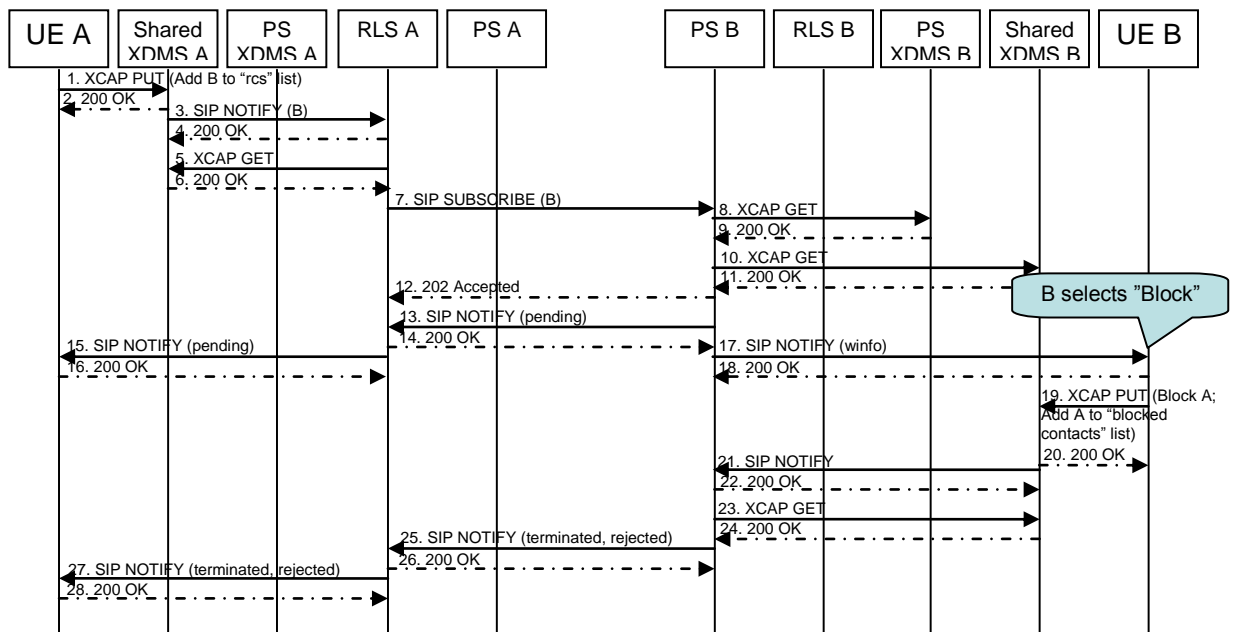 UE A
Shared
XDMS A
PS
XDMS A
RLS A
PS A
PS B
RLS B
PS
XDMS B
Shared
XDMS B
UE B
1. XCAP PUT (Add B to “rcs” list)
2. 200 OK
3. SIP NOTIFY (B)
4. 200 OK
5. XCAP GET
6. 200 OK
7. SIP SUBSCRIBE (B)
8. XCAP GET
9. 200 OK
10. XCAP GET
11. 200 OK
12. 202 Accepted
B selects ”Block”
13. SIP NOTIFY (pending)
14. 200 OK
15. SIP NOTIFY (pending)
16. 200 OK
17. SIP NOTIFY (winfo)
18. 200 OK
19. XCAP PUT (Block A;
Add A to “blocked
contacts” list)
20. 200 OK
21. SIP NOTIFY
22. 200 OK
23. XCAP GET
24. 200 OK
25. SIP NOTIFY (terminated, rejected)
26. 200 OK
27. SIP NOTIFY (terminated, rejected)
28. 200 OK